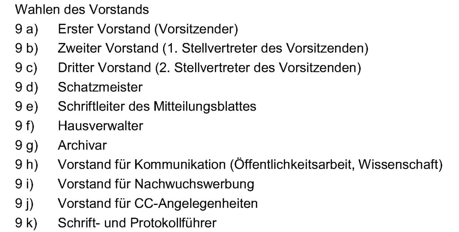 Wahlen des Vorstands
9 a) Erster Vorstand (Vorsitzender)
9 b) Zweiter Vorstand (1. Stellvertreter des Vorsitzenden)
9 c) Dritter Vorstand (2. Stellvertreter des Vorsitzenden)
9 d) Schatzmeister
9 e) Schriftleiter des Mitteilungsblattes
9 f) Hausverwalter
9 g) Archivar
9 h) Vorstand für Kommunikation (Öffentlichkeitsarbeit, Wissenschaft)
9 i) Vorstand für Nachwuchswerbung
9 j) Vorstand für CC-Angelegenheiten
9 k) Schrift- und Protokollführer